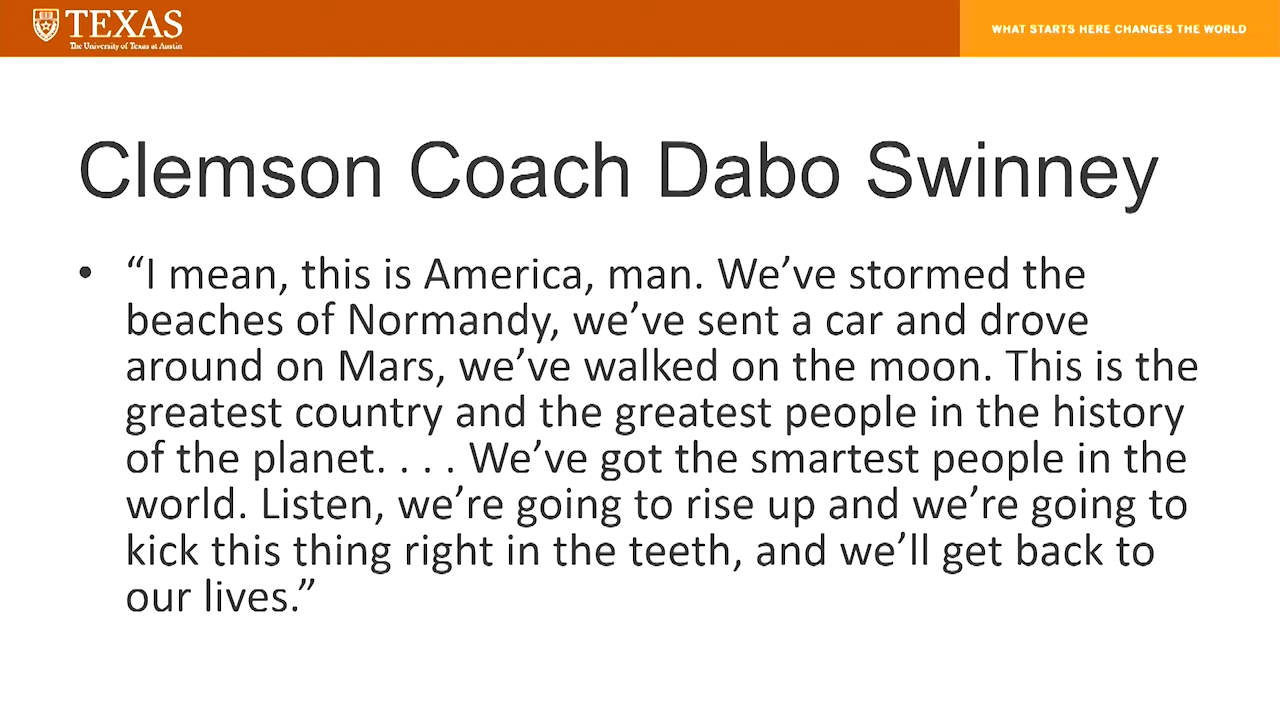 TEXAS
The University of Texas at Austin
WHAT STARTS HERE CHANGES THE WORLD
Clemson Coach Dabo Swinney
• “I mean, this is America, man. We’ve stormed the
beaches of Normandy, we’ve sent a car and drove
around on Mars, we’ve walked on the moon. This is the
greatest country and the greatest people in the history
of the planet. . . . We’ve got the smartest people in the
world. Listen, we’re going to rise up and we’re going to
kick this thing right in the teeth, and we’ll get back to
our lives.”